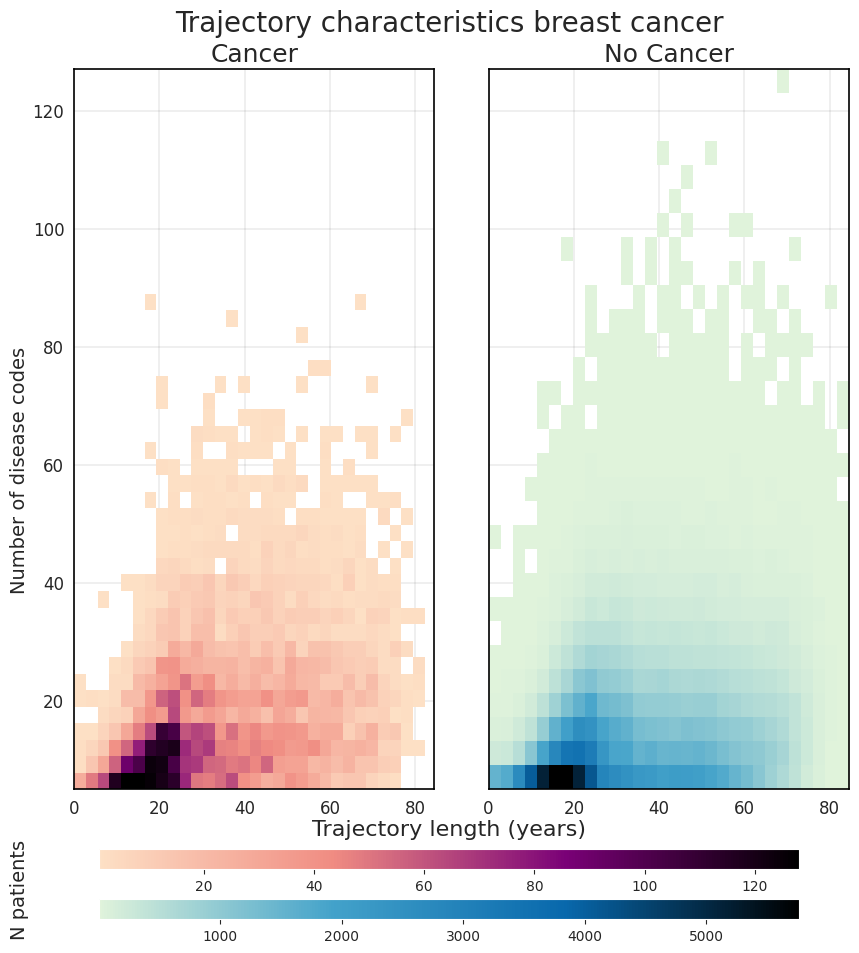 Trajectory characteristics breast cancer
Cancer
No Cancer
120
100
80
60
40
20
Number of disease codes
0 20 40 60 80
0 20 40 60 80
Trajectory length (years)
N patients
20 40 60 80 100 120
1000 2000 3000 4000 5000